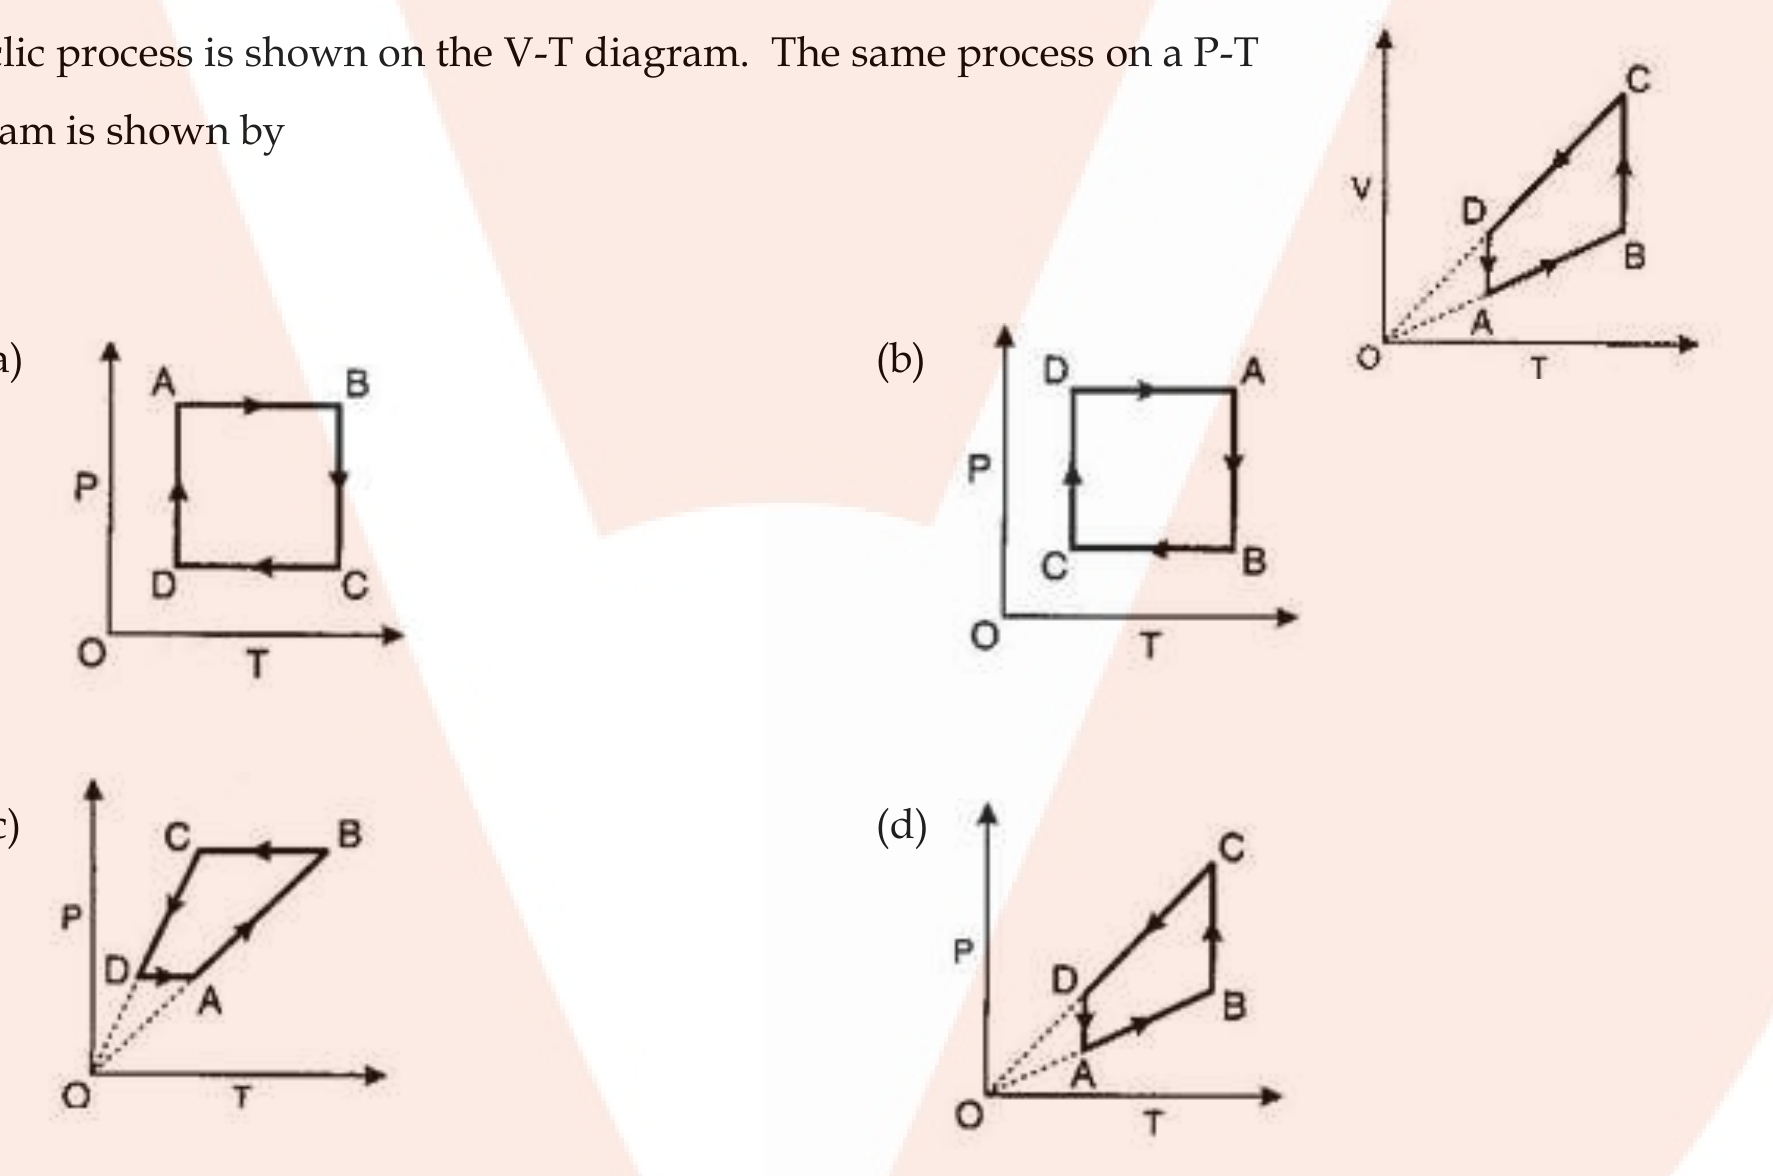 clic process is shown on the V-T diagram. The same process on a P-T
am is shown by
V
C
D
B
A
O
T
a)
A
B
P
D
C
O
T
(b)
D
A
P
C
B
O
T
c)
C
B
P
D
A
O
T
(d)
C
P
D
B
A
O
T